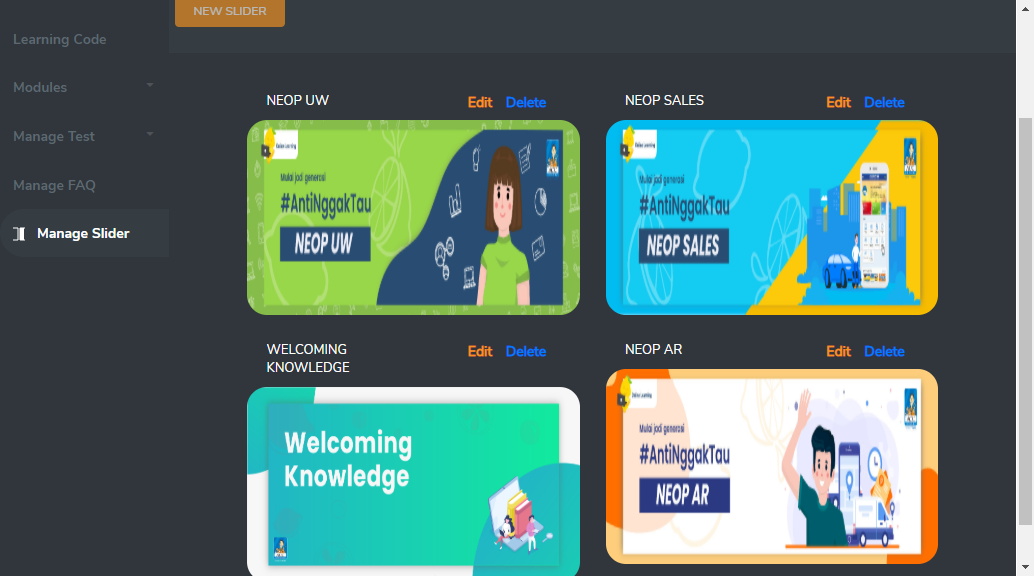 NEW SLIDER
Learning Code
Modules
Manage Test
Manage FAQ
Manage Slider
NEOP UW
Edit Delete
Mulai jadi generasi
#AntiNggakTau
NEOP UW
NEOP SALES
Edit Delete
Mulai jadi generasi
#AntiNggakTau
NEOP SALES
WELCOMING
KNOWLEDGE
Edit Delete
Welcoming
Knowledge
NEOP AR
Edit Delete
Mulai jadi generasi
#AntiNggakTau
NEOP AR